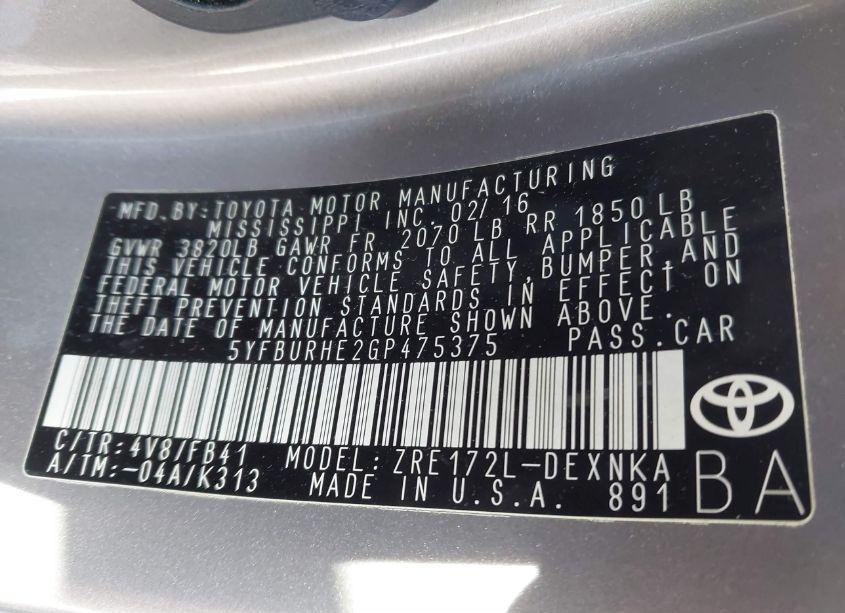 MFD.BY:TOYOTA MOTOR MANUFACTURING
MISSISSIPPI INC. 02/16
GVWR 3820LB GAWR FR 2070 LB RR 1850 LB
THIS VEHICLE CONFORMS TO ALL APPLICABLE
FEDERAL MOTOR VEHICLE SAFETY,BUMPER,AND
THEFT PREVENTION STANDARDS IN EFFECT ON
THE DATE OF MANUFACTURE SHOWN ABOVE.
5YFBURHE2GP475375 PASS.CAR
C/TR:4V8/FB41 MODEL: ZRE172L-DEXNKA
A/TM:-04A/K313 MADE IN U.S.A. 891 BA